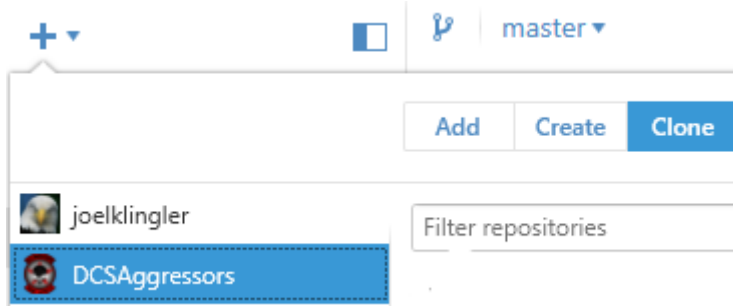 master
Add Create Clone
joelklingler
Filter repositories
DCSAggressors